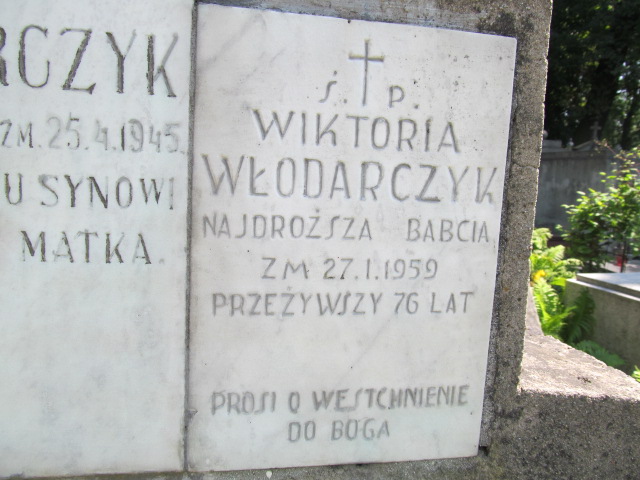 RCZYK
ZM. 25.4.1945.
U SYNOWI
MATKA.
Ś. P.
WIKTORIA
WŁODARCZYK
NAJDROŻSZA BABCIA
ZM 27.I.1959
PRZEŻYWSZY 76 LAT
PROSI O WESTCHNIENIE
DO BOGA